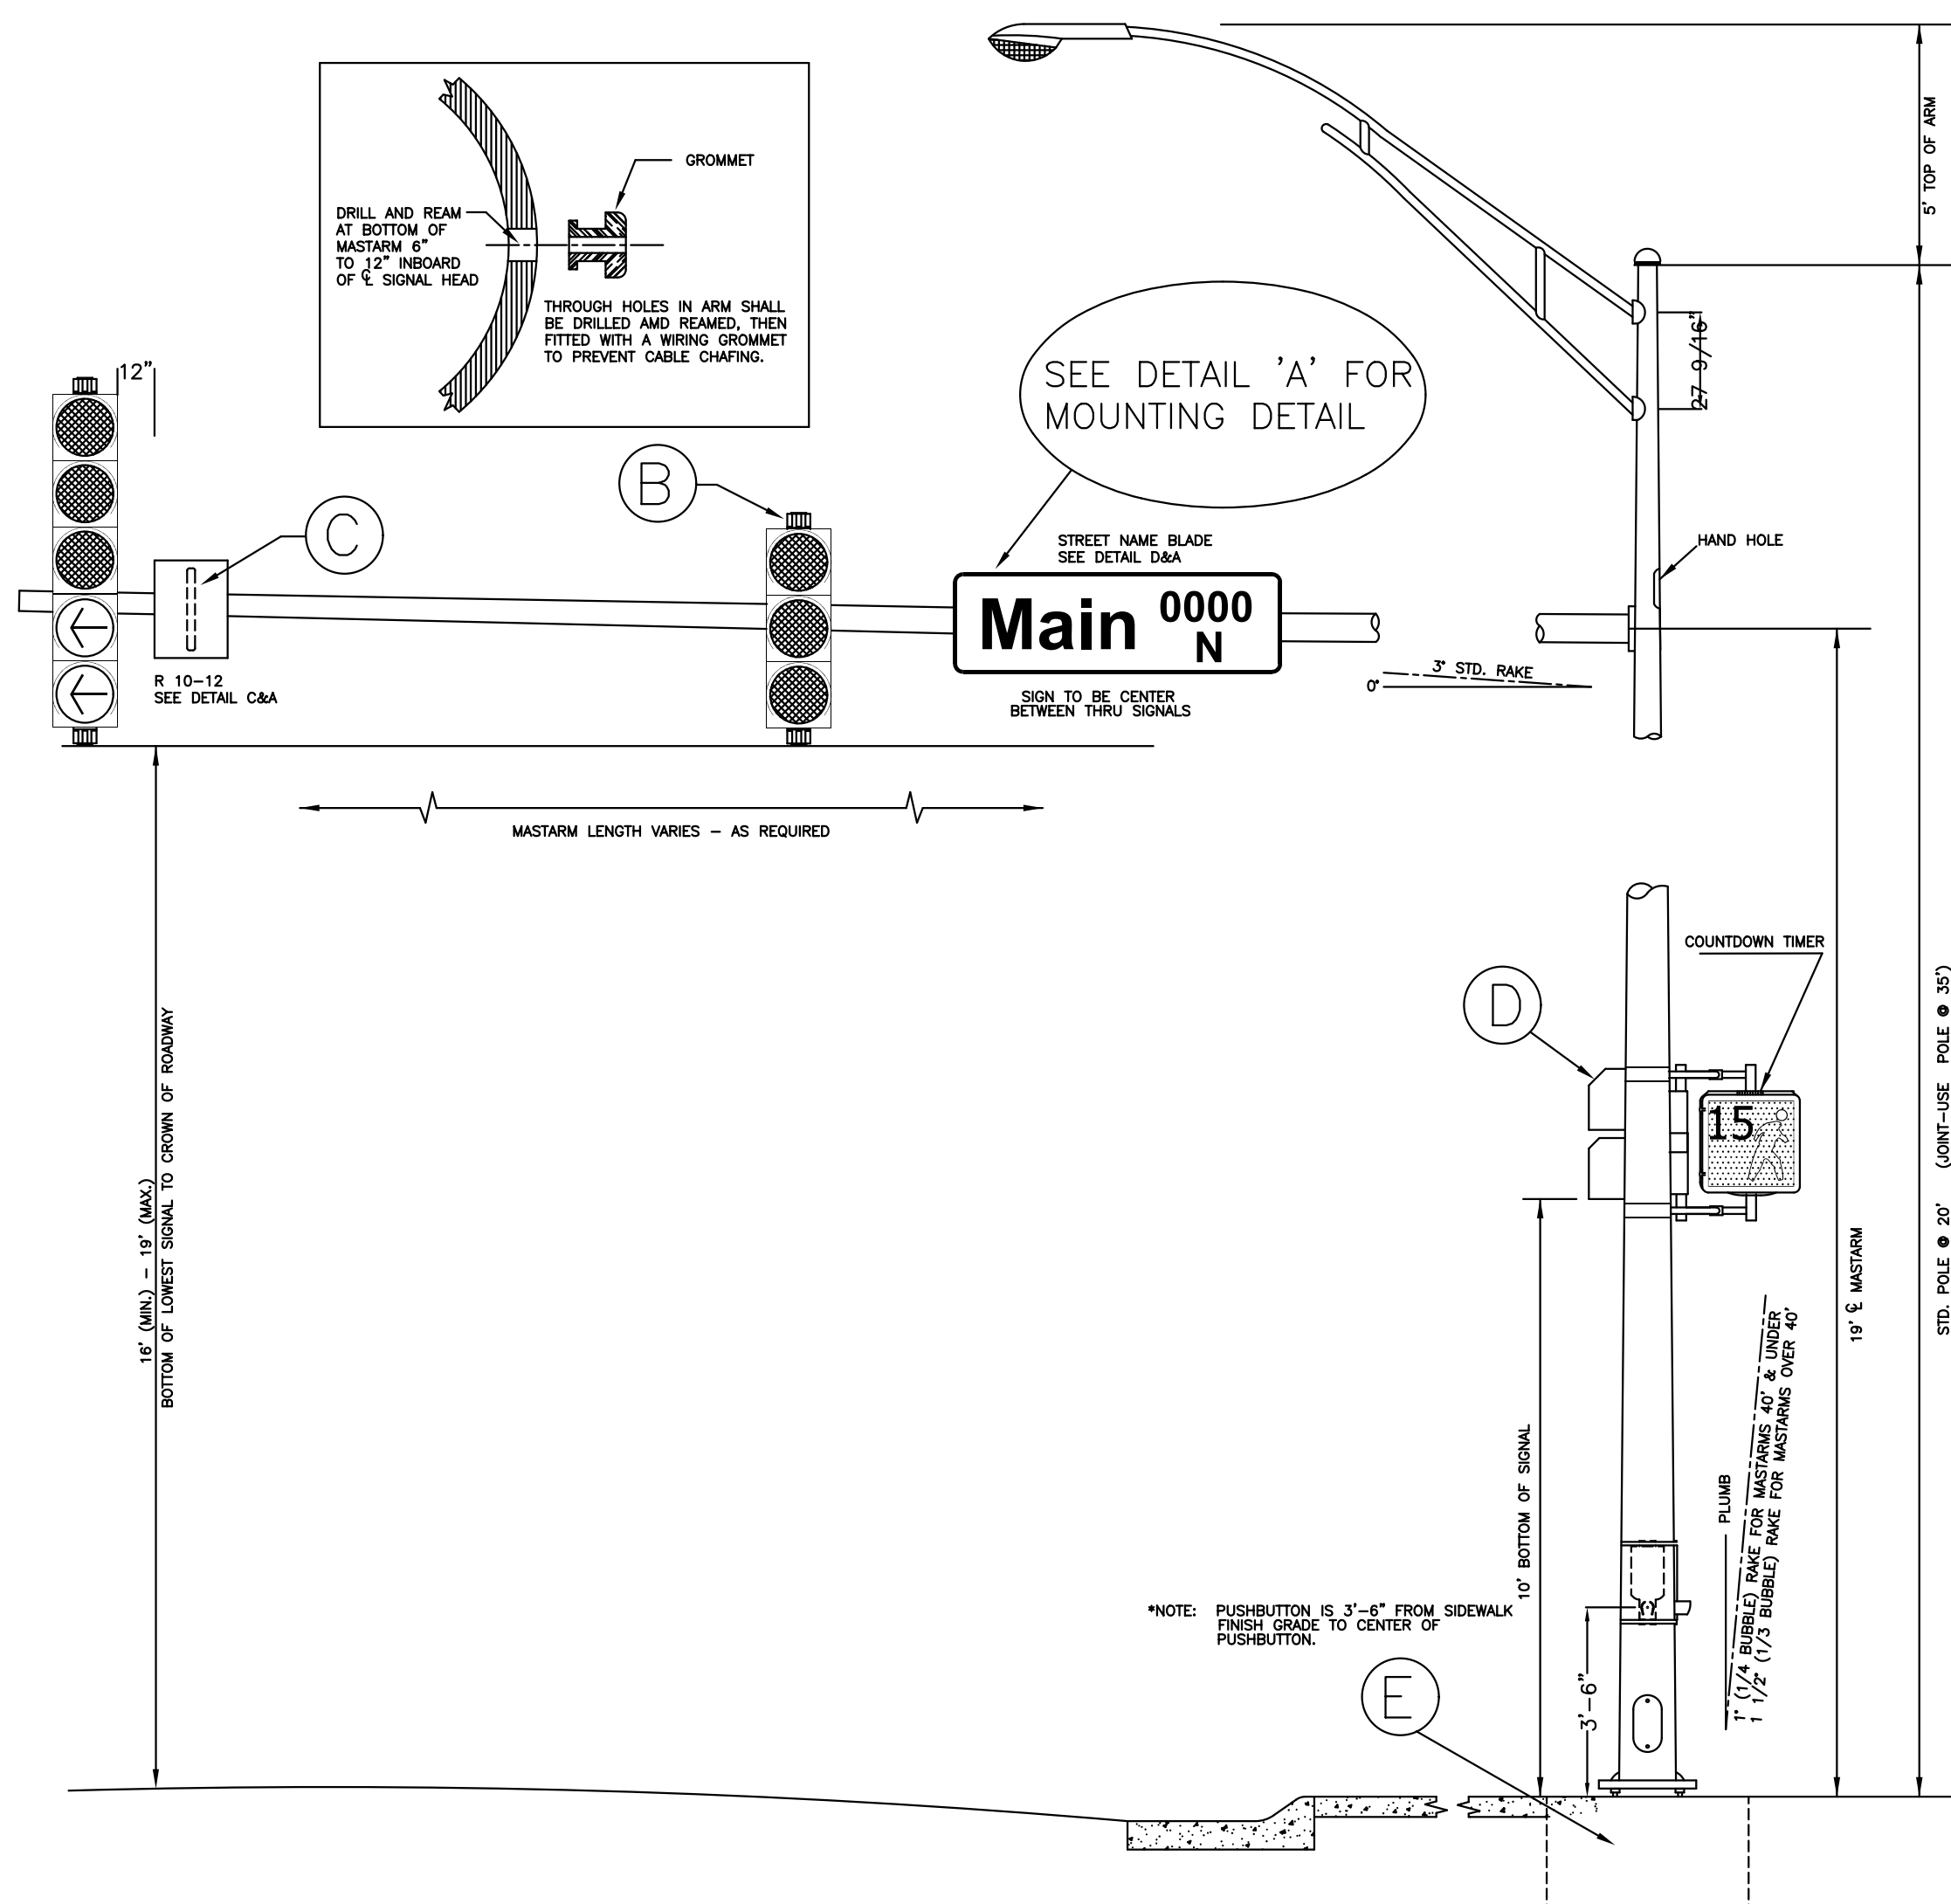 5' TOP OF ARM
GROMMET
DRILL AND REAM
AT BOTTOM OF
MASTARM 6"
TO 12" INBOARD
OF ℄ SIGNAL HEAD
THROUGH HOLES IN ARM SHALL
BE DRILLED AMD REAMED, THEN
FITTED WITH A WIRING GROMMET
TO PREVENT CABLE CHAFING.
27 9/16"
12"
SEE DETAIL 'A' FOR
MOUNTING DETAIL
B
C
STREET NAME BLADE
SEE DETAIL D&A
HAND HOLE
Main 0000
N
3° STD. RAKE
0°
R 10-12
SEE DETAIL C&A
SIGN TO BE CENTER
BETWEEN THRU SIGNALS
MASTARM LENGTH VARIES - AS REQUIRED
COUNTDOWN TIMER
D
15
16' (MIN.) - 19' (MAX.)
BOTTOM OF LOWEST SIGNAL TO CROWN OF ROADWAY
STD. POLE @ 20' (JOINT-USE POLE @ 35')
19' ℄ MASTARM
10' BOTTOM OF SIGNAL
PLUMB
1° (1/4 BUBBLE) RAKE FOR MASTARMS 40' & UNDER
1 1/2° (1/3 BUBBLE) RAKE FOR MASTARMS OVER 40'
*NOTE: PUSHBUTTON IS 3'-6" FROM SIDEWALK
FINISH GRADE TO CENTER OF
PUSHBUTTON.
3'-6"
E